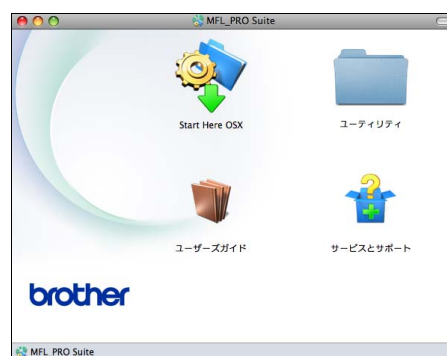 MFL_PRO Suite
Start Here OSX
ユーティリティ
ユーザーズガイド
サービスとサポート
brother
MFL_PRO Suite